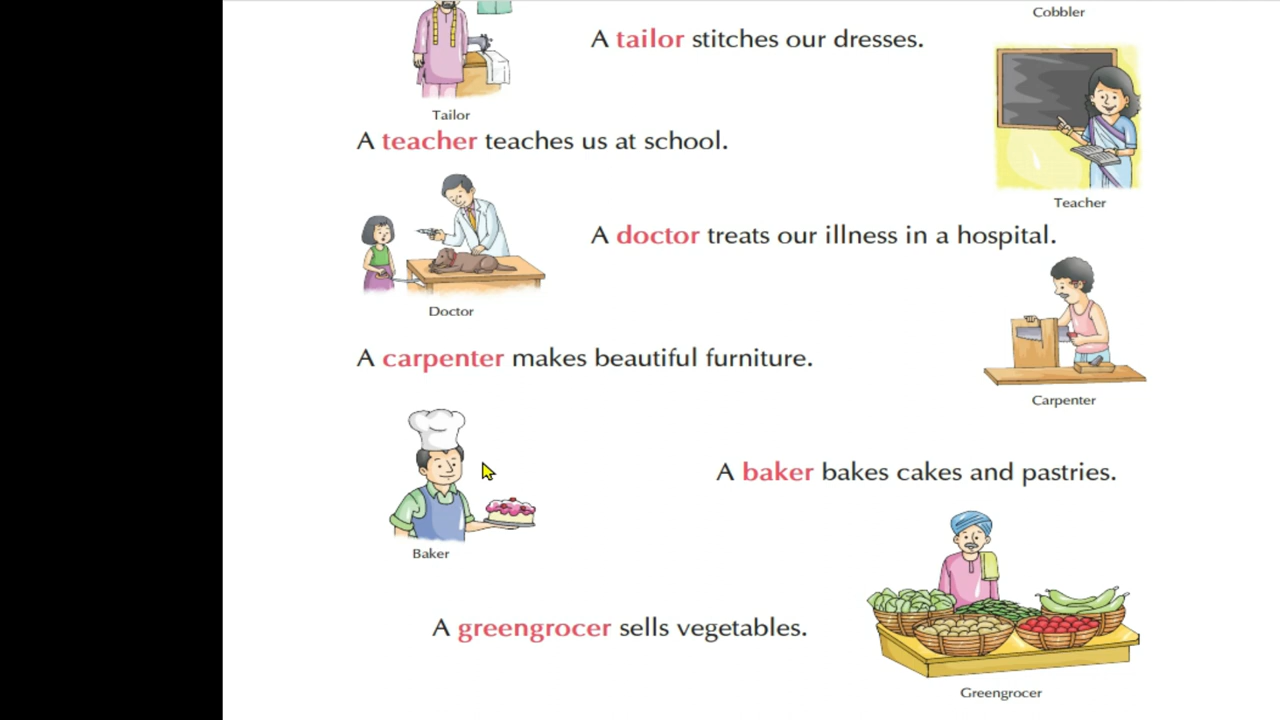 Cobbler
A tailor stitches our dresses.
Tailor
A teacher teaches us at school.
Teacher
A doctor treats our illness in a hospital.
Doctor
A carpenter makes beautiful furniture.
Carpenter
A baker bakes cakes and pastries.
Baker
A greengrocer sells vegetables.
Greengrocer